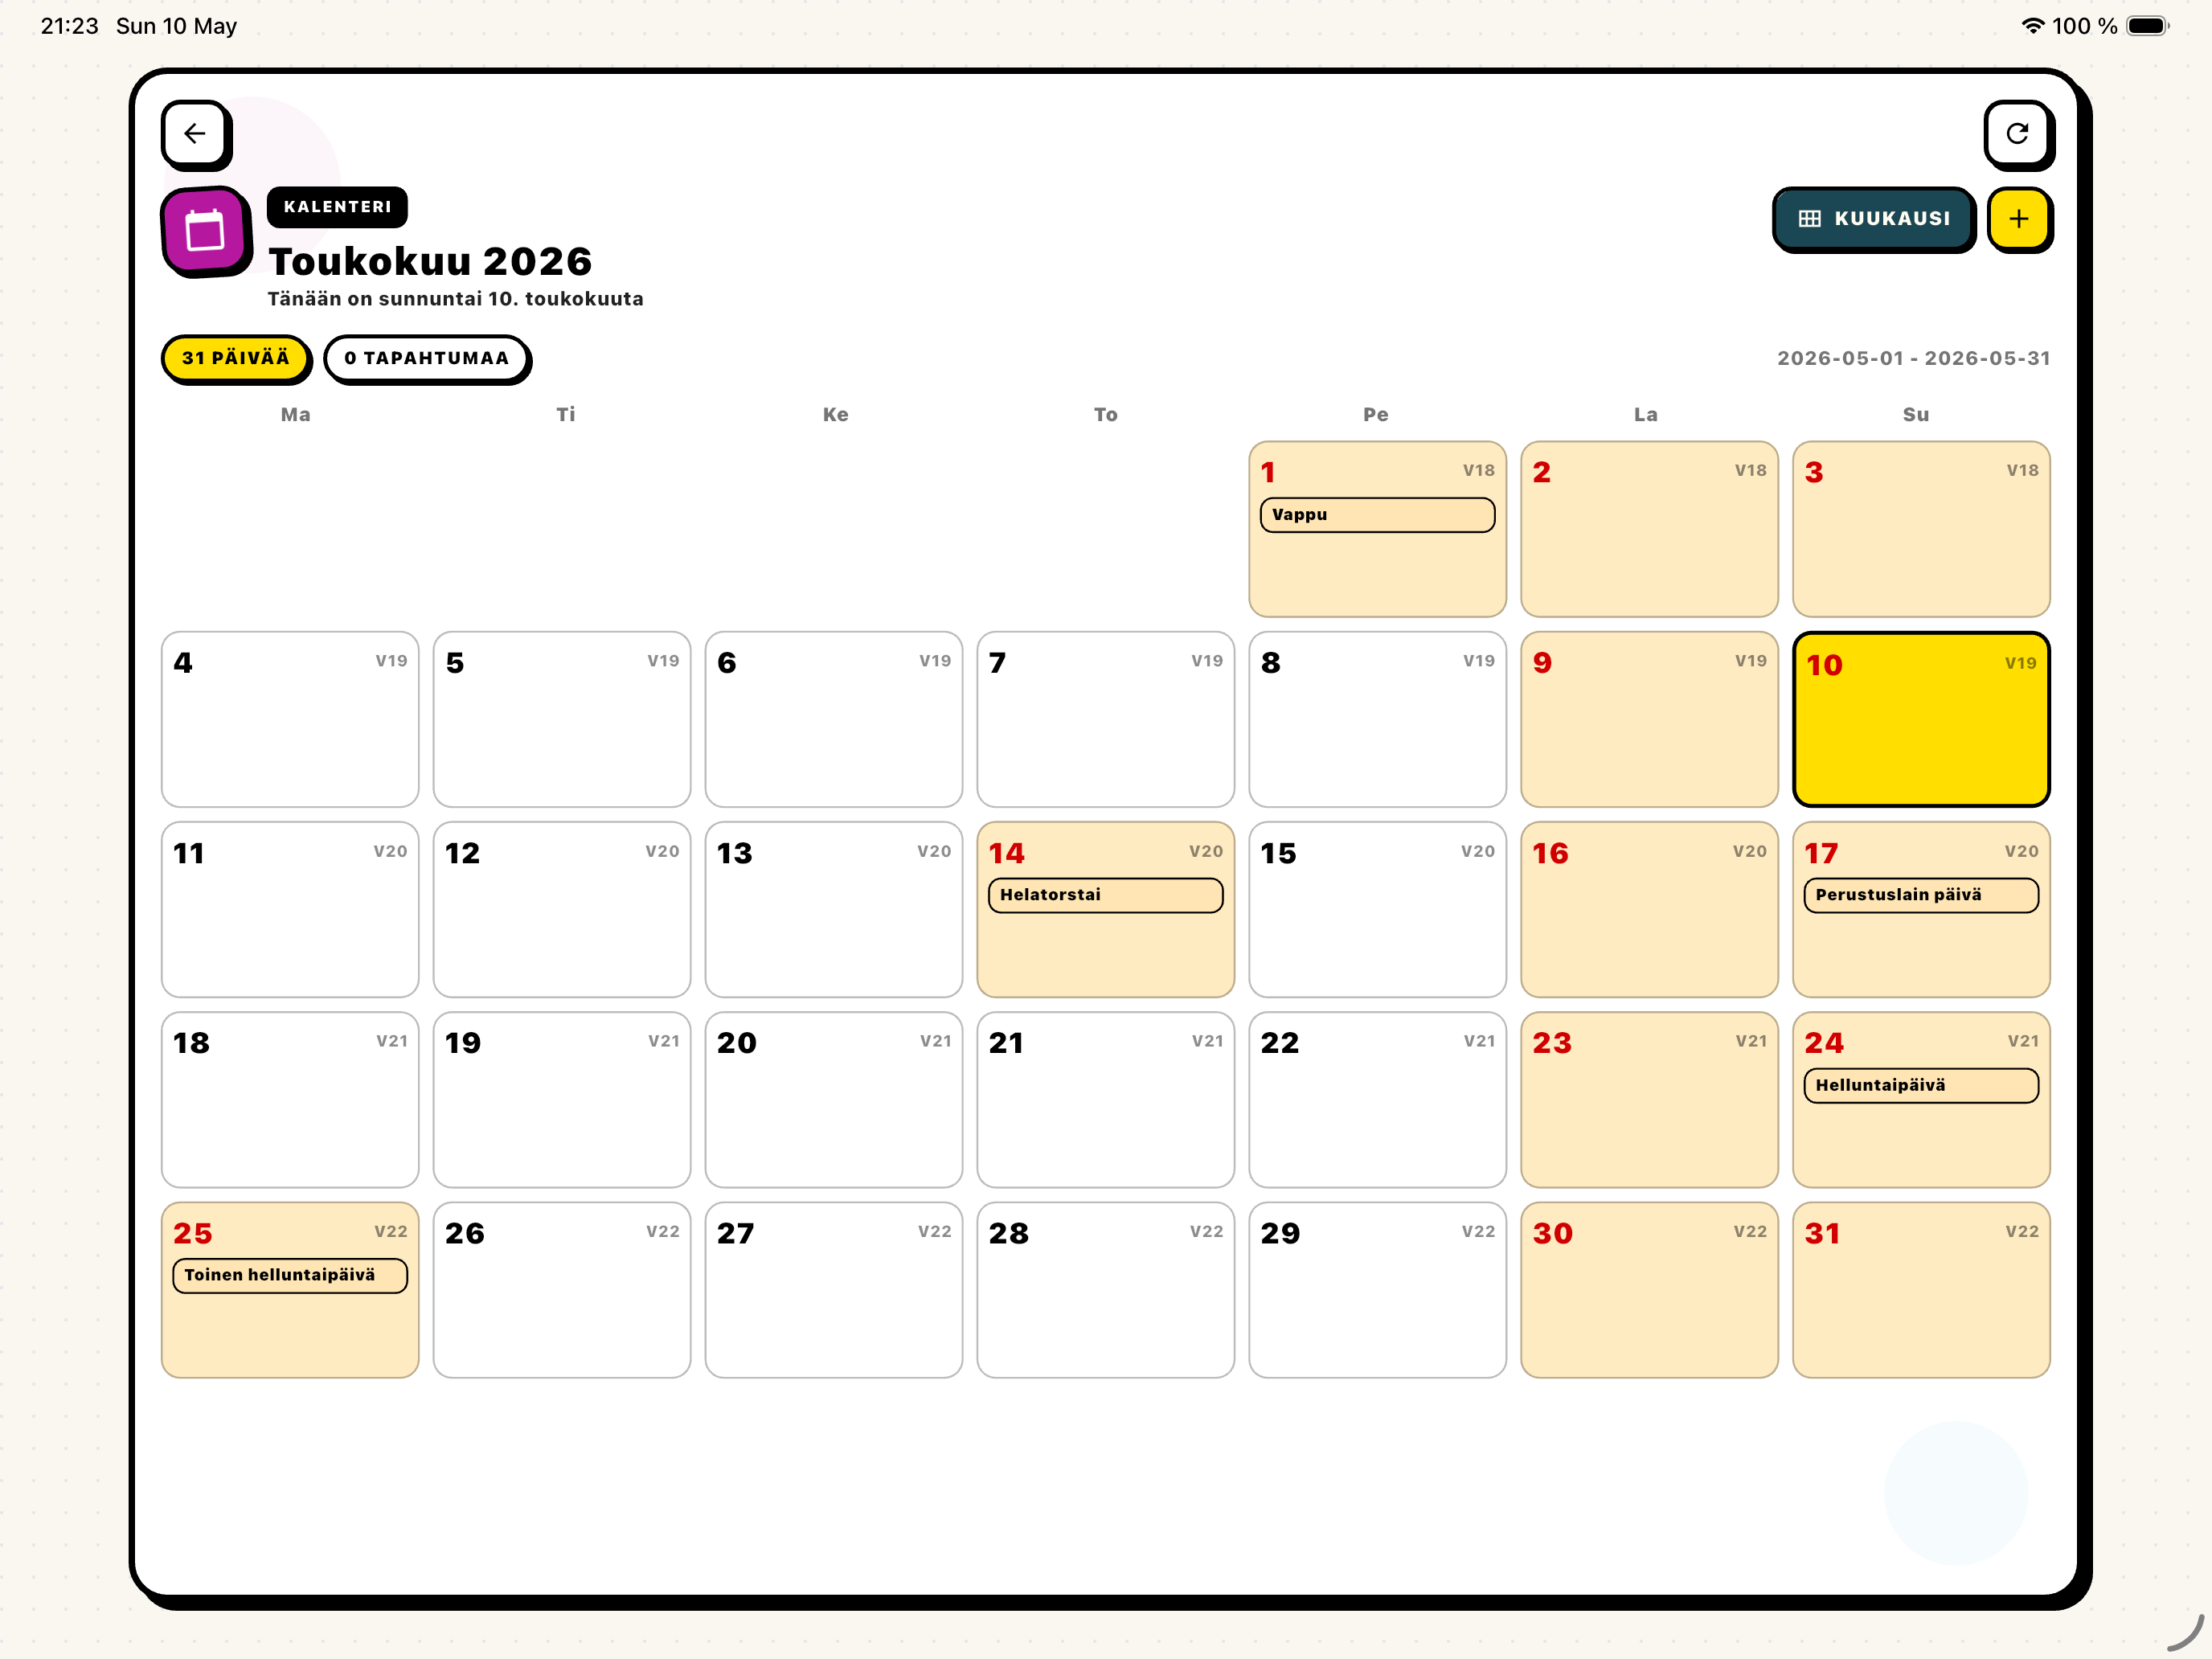 21:23 Sun 10 May 100 %
KALENTERI
Toukokuu 2026
Tänään on sunnuntai 10. toukokuuta
KUUKAUSI
31 PÄIVÄÄ 0 TAPAHTUMAA 2026-05-01 - 2026-05-31
Ma Ti Ke To Pe La Su
1 V18 2 V18 3 V18
Vappu
4 V19 5 V19 6 V19 7 V19 8 V19 9 V19 10 V19
11 V20 12 V20 13 V20 14 V20 15 V20 16 V20 17 V20
Helatorstai Perustuslain päivä
18 V21 19 V21 20 V21 21 V21 22 V21 23 V21 24 V21
Helluntaipäivä
25 V22 26 V22 27 V22 28 V22 29 V22 30 V22 31 V22
Toinen helluntaipäivä